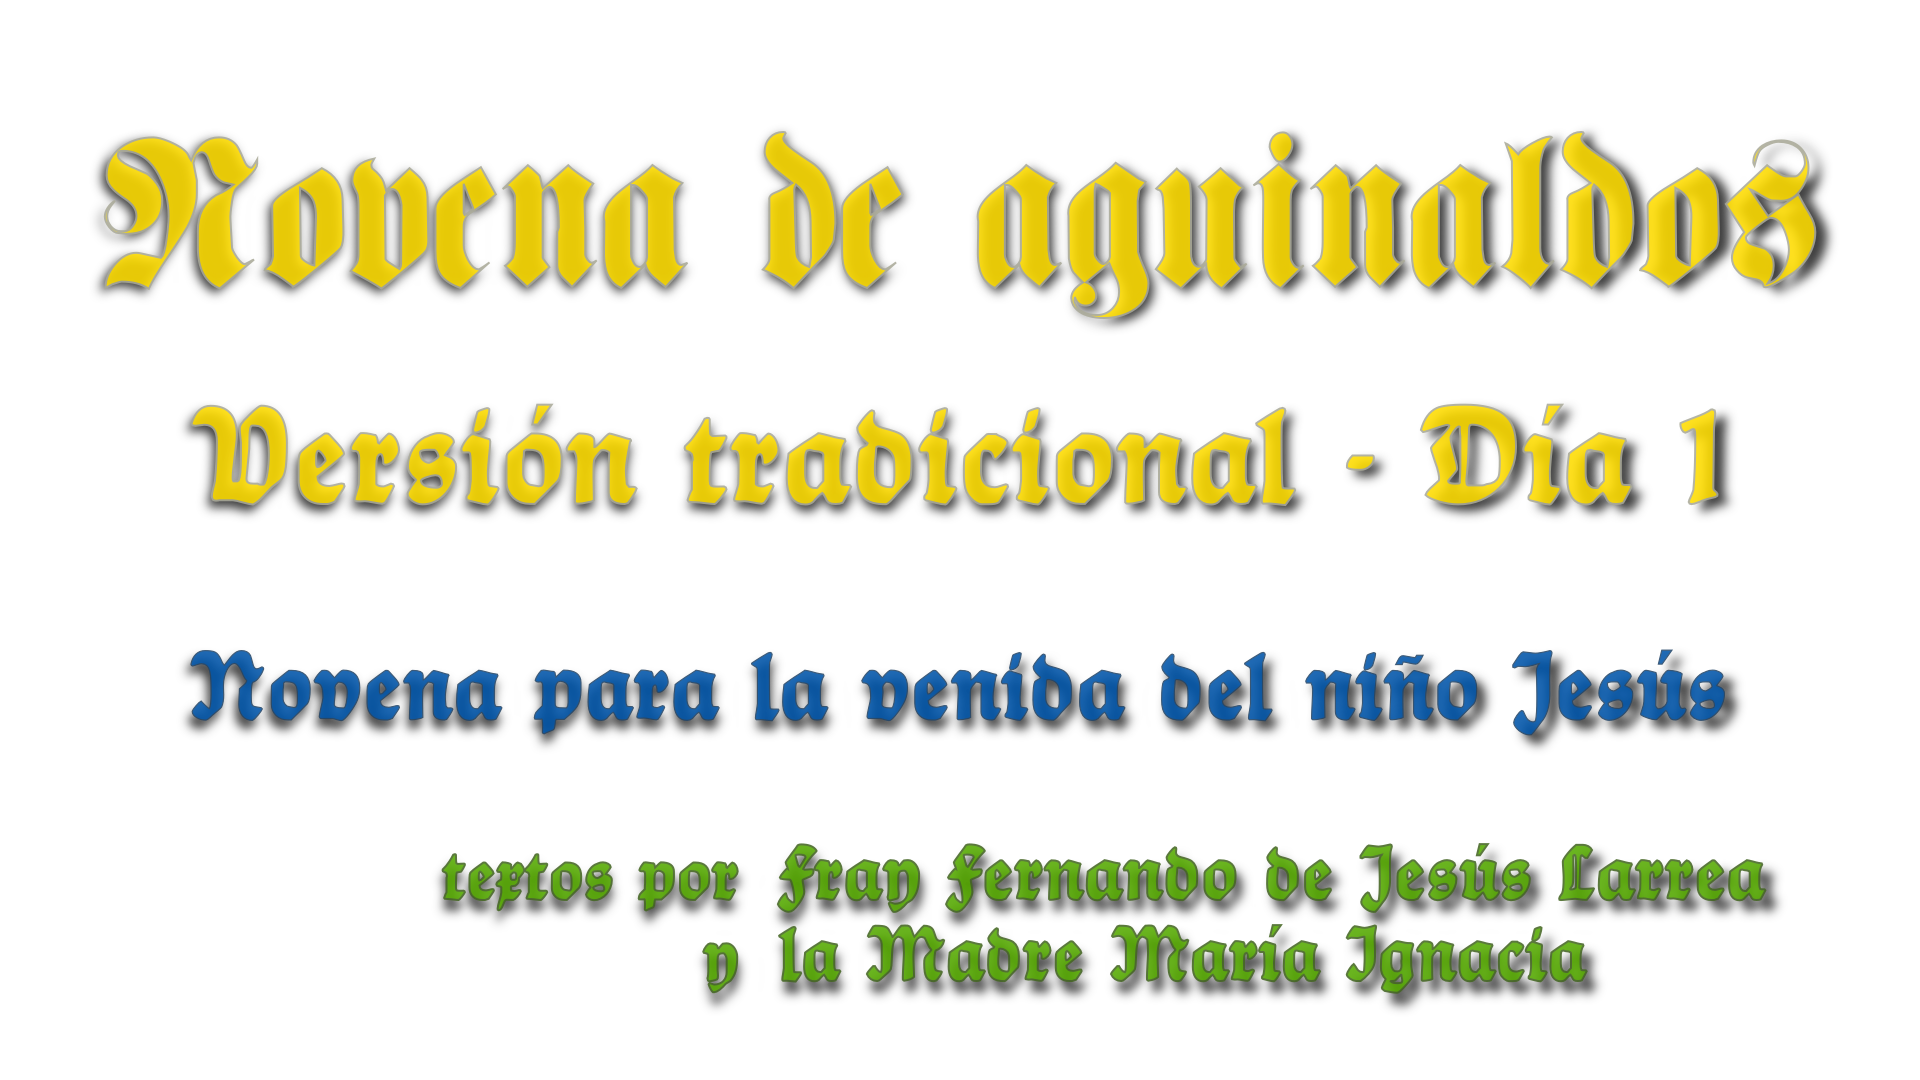 Novena de aguinaldos
Versión tradicional - Día 1
Novena para la venida del niño Jesús
textos por Fray Fernando de Jesús Larrea
y la Madre María Ignacia